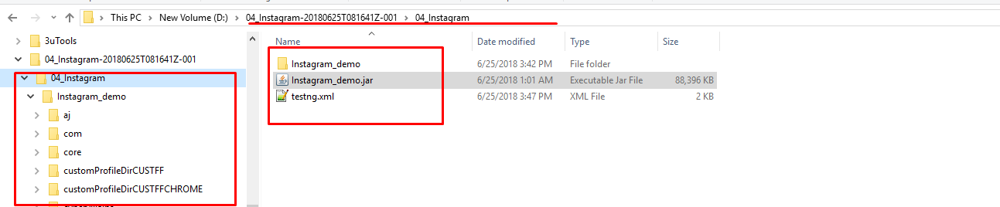 This PC > New Volume (D:) > 04_Instagram-20180625T081641Z-001 > 04_Instagram
3uTools
04_Instagram-20180625T081641Z-001
04_Instagram
Instagram_demo
aj
com
core
customProfileDirCUSTFF
customProfileDirCUSTFFCHROME
Name Date modified Type Size
Instagram_demo 6/25/2018 3:42 PM File folder
Instagram_demo.jar 6/25/2018 1:01 AM Executable Jar File 88,396 KB
testng.xml 6/25/2018 3:47 PM XML File 2 KB